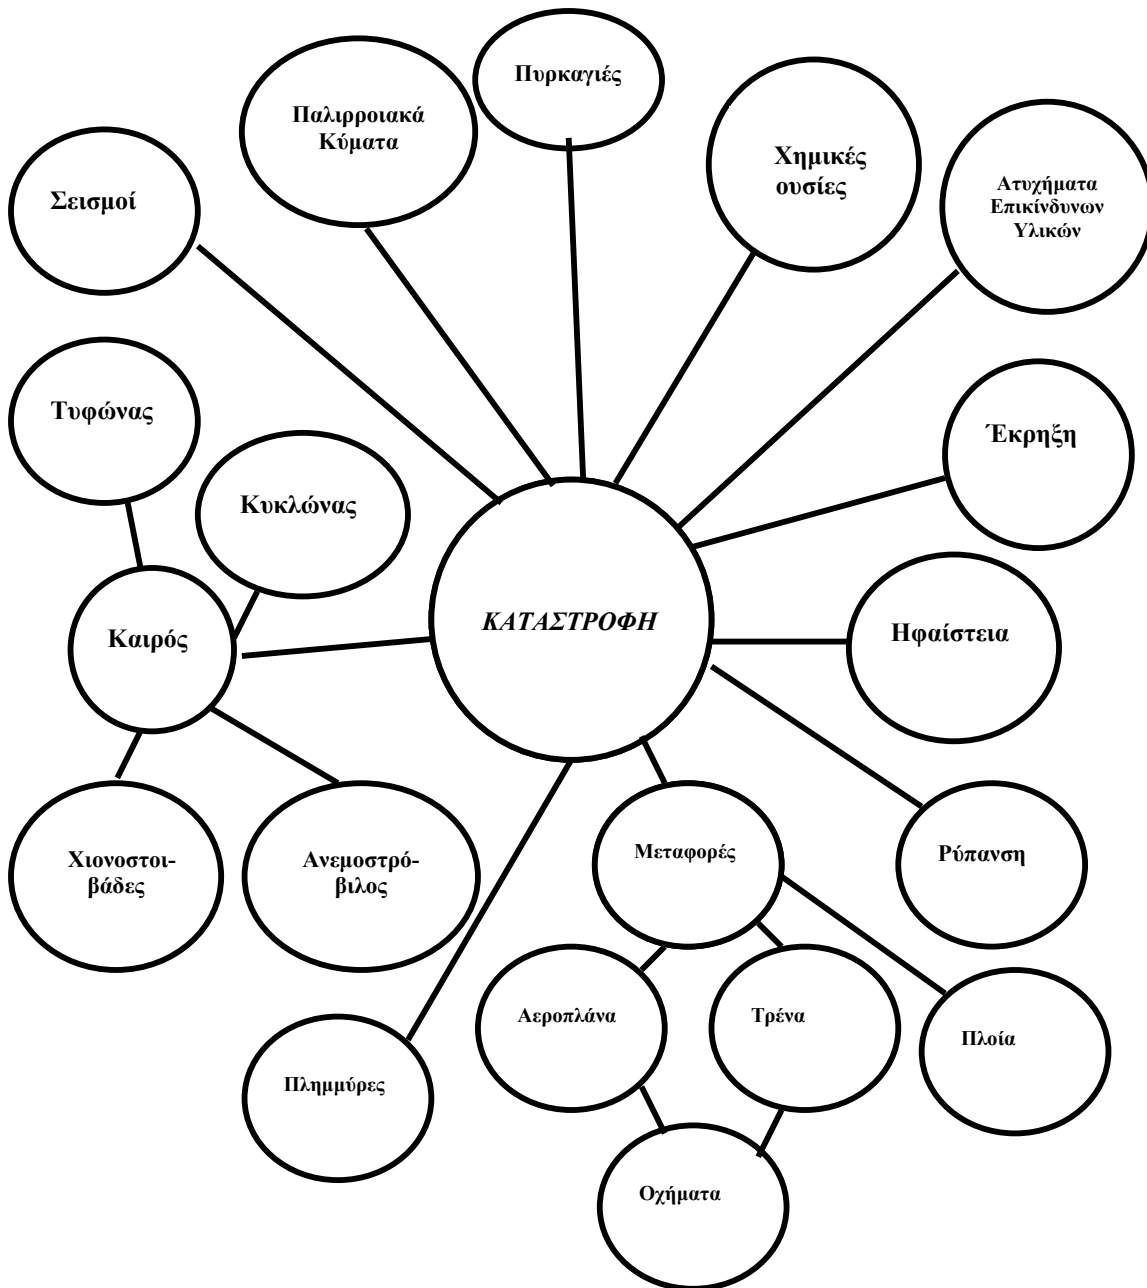 Πυρκαγιές
Παλιρροιακά
Κύματα
Χημικές
ουσίες
Ατυχήματα
Επικίνδυνων
Υλικών
Σεισμοί
Τυφώνας
Έκρηξη
Κυκλώνας
ΚΑΤΑΣΤΡΟΦΗ
Ηφαίστεια
Καιρός
Χιονοστοι-
βάδες
Ανεμοστρό-
βιλος
Μεταφορές
Ρύπανση
Αεροπλάνα
Τρένα
Πλοία
Πλημμύρες
Οχήματα